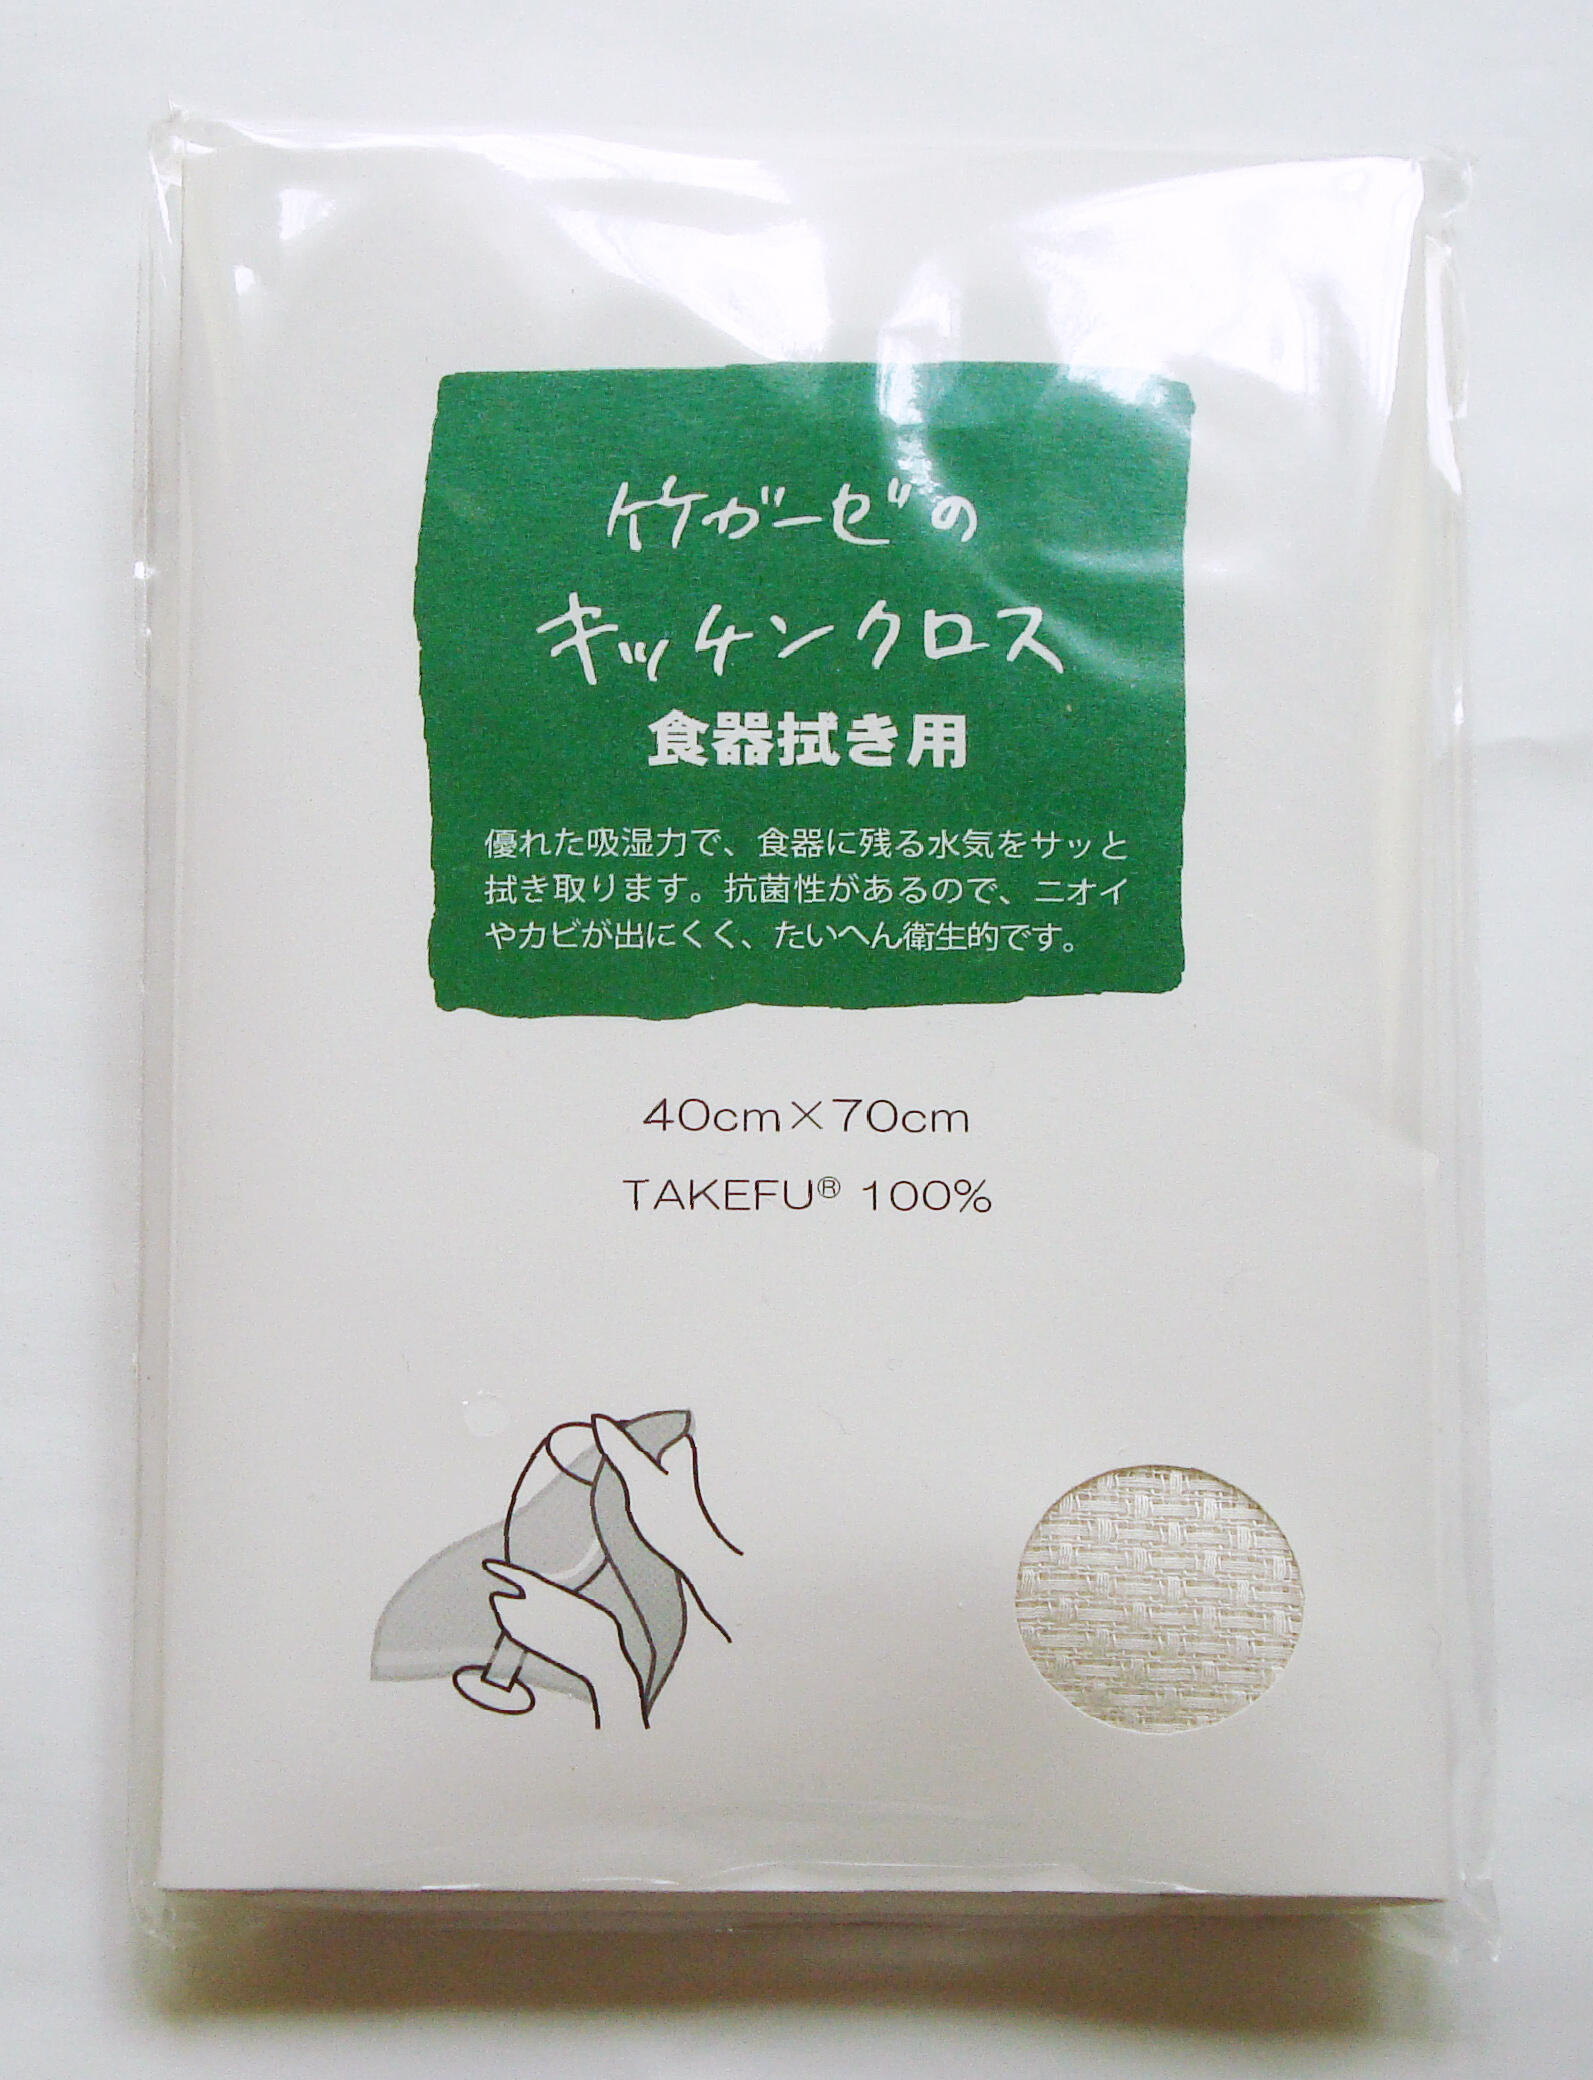 竹ガーゼの
キッチンクロス
食器拭き用
優れた吸湿力で、食器に残る水気をサッと
拭き取ります。抗菌性があるので、ニオイ
やカビが出にくく、たいへん衛生的です。
40cm×70cm
TAKEFU® 100%